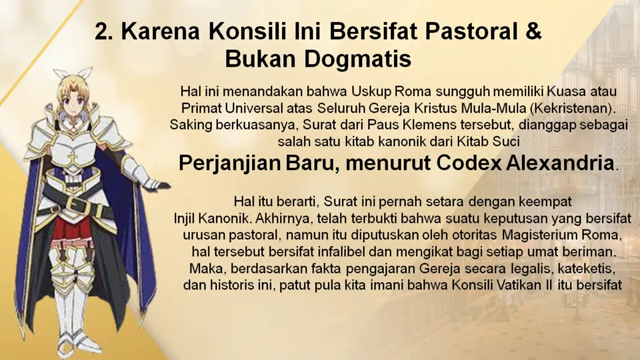 2. Karena Konsili Ini Bersifat Pastoral &
Bukan Dogmatis
Hal ini menandakan bahwa Uskup Roma sungguh memiliki Kuasa atau
Primat Universal atas Seluruh Gereja Kristus Mula-Mula (Kekristenan).
Saking berkuasanya, Surat dari Paus Klemens tersebut, dianggap sebagai
salah satu kitab kanonik dari Kitab Suci
Perjanjian Baru, menurut Codex Alexandria.
Hal itu berarti, Surat ini pernah setara dengan keempat
Injil Kanonik. Akhirnya, telah terbukti bahwa suatu keputusan yang bersifat
urusan pastoral, namun itu diputuskan oleh otoritas Magisterium Roma,
hal tersebut bersifat infalibel dan mengikat bagi setiap umat beriman.
Maka, berdasarkan fakta pengajaran Gereja secara legalis, kateketis,
dan historis ini, patut pula kita imani bahwa Konsili Vatikan II itu bersifat